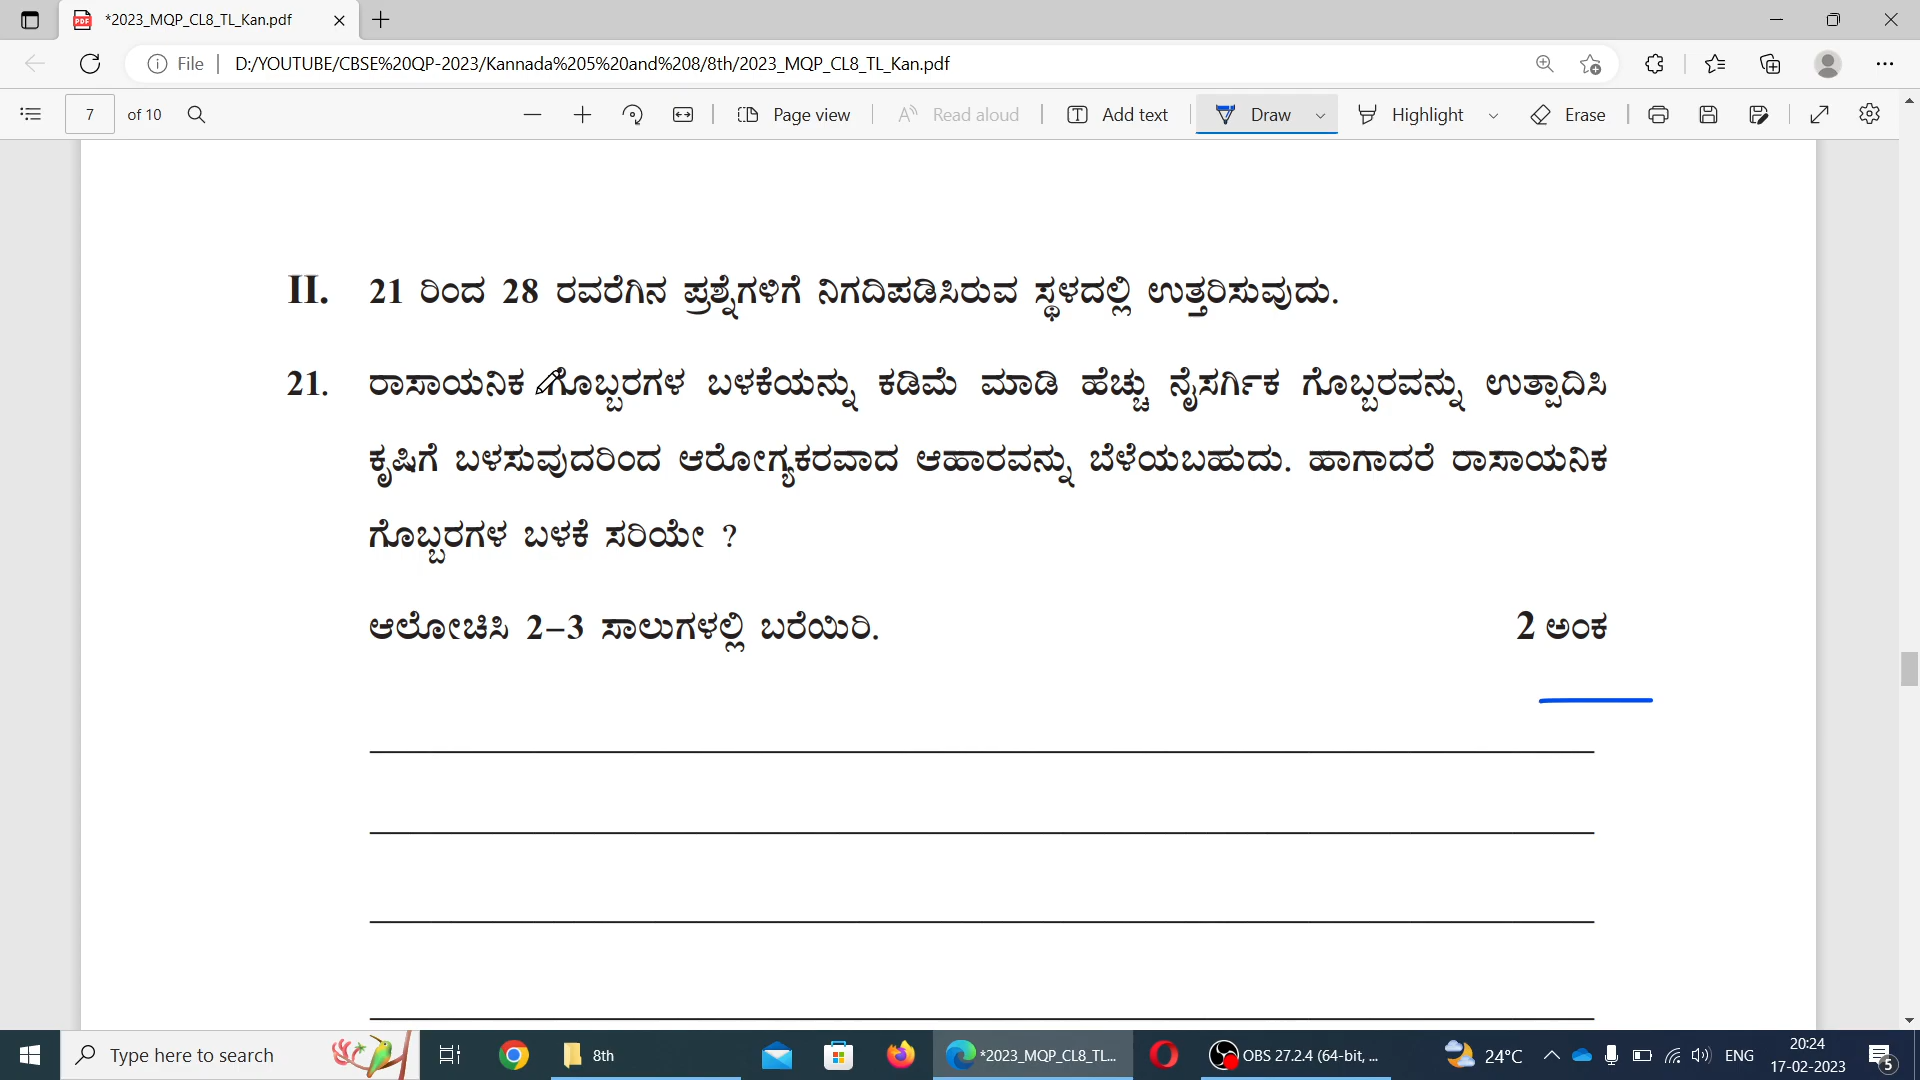 *2023_MQP_CL8_TL_Kan.pdf
File
D:/YOUTUBE/CBSE%20QP-2023/Kannada%205%20and%208/8th/2023_MQP_CL8_TL_Kan.pdf
7 of 10
Page view
Read aloud
Add text
Draw
Highlight
Erase
II. 21 ರಿಂದ 28 ರವರೆಗಿನ ಪ್ರಶ್ನೆಗಳಿಗೆ ನಿಗದಿಪಡಿಸಿರುವ ಸ್ಥಳದಲ್ಲಿ ಉತ್ತರಿಸುವುದು.
21. ರಾಸಾಯನಿಕ ಗೊಬ್ಬರಗಳ ಬಳಕೆಯನ್ನು ಕಡಿಮೆ ಮಾಡಿ ಹೆಚ್ಚು ನೈಸರ್ಗಿಕ ಗೊಬ್ಬರವನ್ನು ಉತ್ಪಾದಿಸಿ
ಕೃಷಿಗೆ ಬಳಸುವುದರಿಂದ ಆರೋಗ್ಯಕರವಾದ ಆಹಾರವನ್ನು ಬೆಳೆಯಬಹುದು. ಹಾಗಾದರೆ ರಾಸಾಯನಿಕ
ಗೊಬ್ಬರಗಳ ಬಳಕೆ ಸರಿಯೇ ?
ಆಲೋಚಿಸಿ 2–3 ಸಾಲುಗಳಲ್ಲಿ ಬರೆಯಿರಿ. 2 ಅಂಕ
Type here to search
8th
*2023_MQP_CL8_TL...
OBS 27.2.4 (64-bit, ...
24°C
ENG
20:24
17-02-2023
5